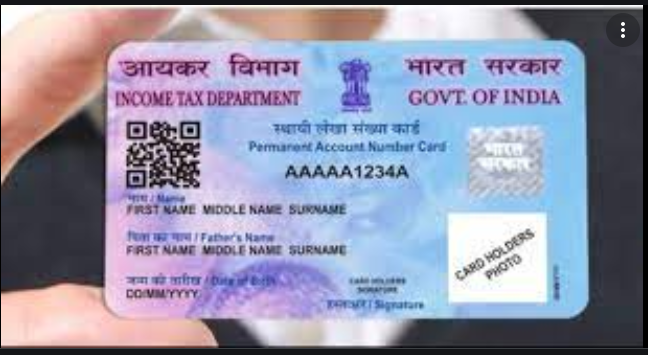 आयकर विभाग
भारत सरकार
INCOME TAX DEPARTMENT
GOVT. OF INDIA
स्थायी लेखा संख्या कार्ड
Permanent Account Number Card
AAAAA1234A
भारत
सरकार
नाम / Name
FIRST NAME MIDDLE NAME SURNAME
पिता का नाम / Father's Name
FIRST NAME MIDDLE NAME SURNAME
CARD HOLDERS
PHOTO
जन्म की तारीख / Date of Birth
DD/MM/YYYY
CARD HOLDERS
SIGNATURE
हस्ताक्षर / Signature